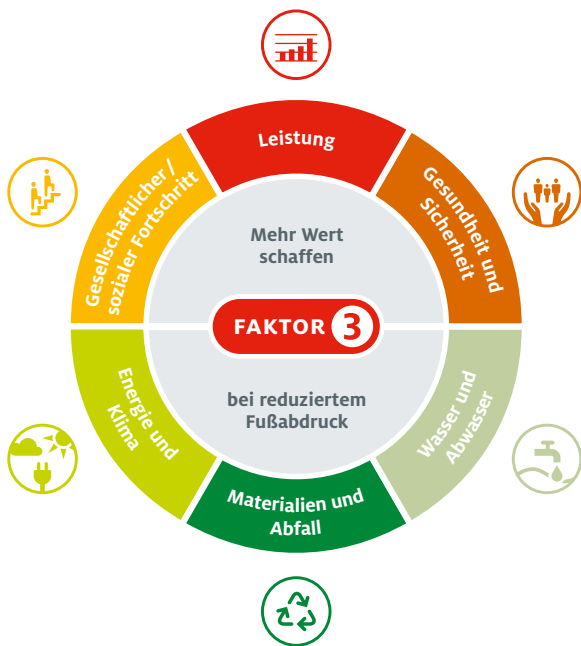 Leistung
Gesellschaftlicher /
sozialer Fortschritt
Gesundheit und
Sicherheit
Mehr Wert
schaffen
FAKTOR 3
bei reduziertem
Fußabdruck
Energie und
Klima
Wasser und
Abwasser
Materialien und
Abfall